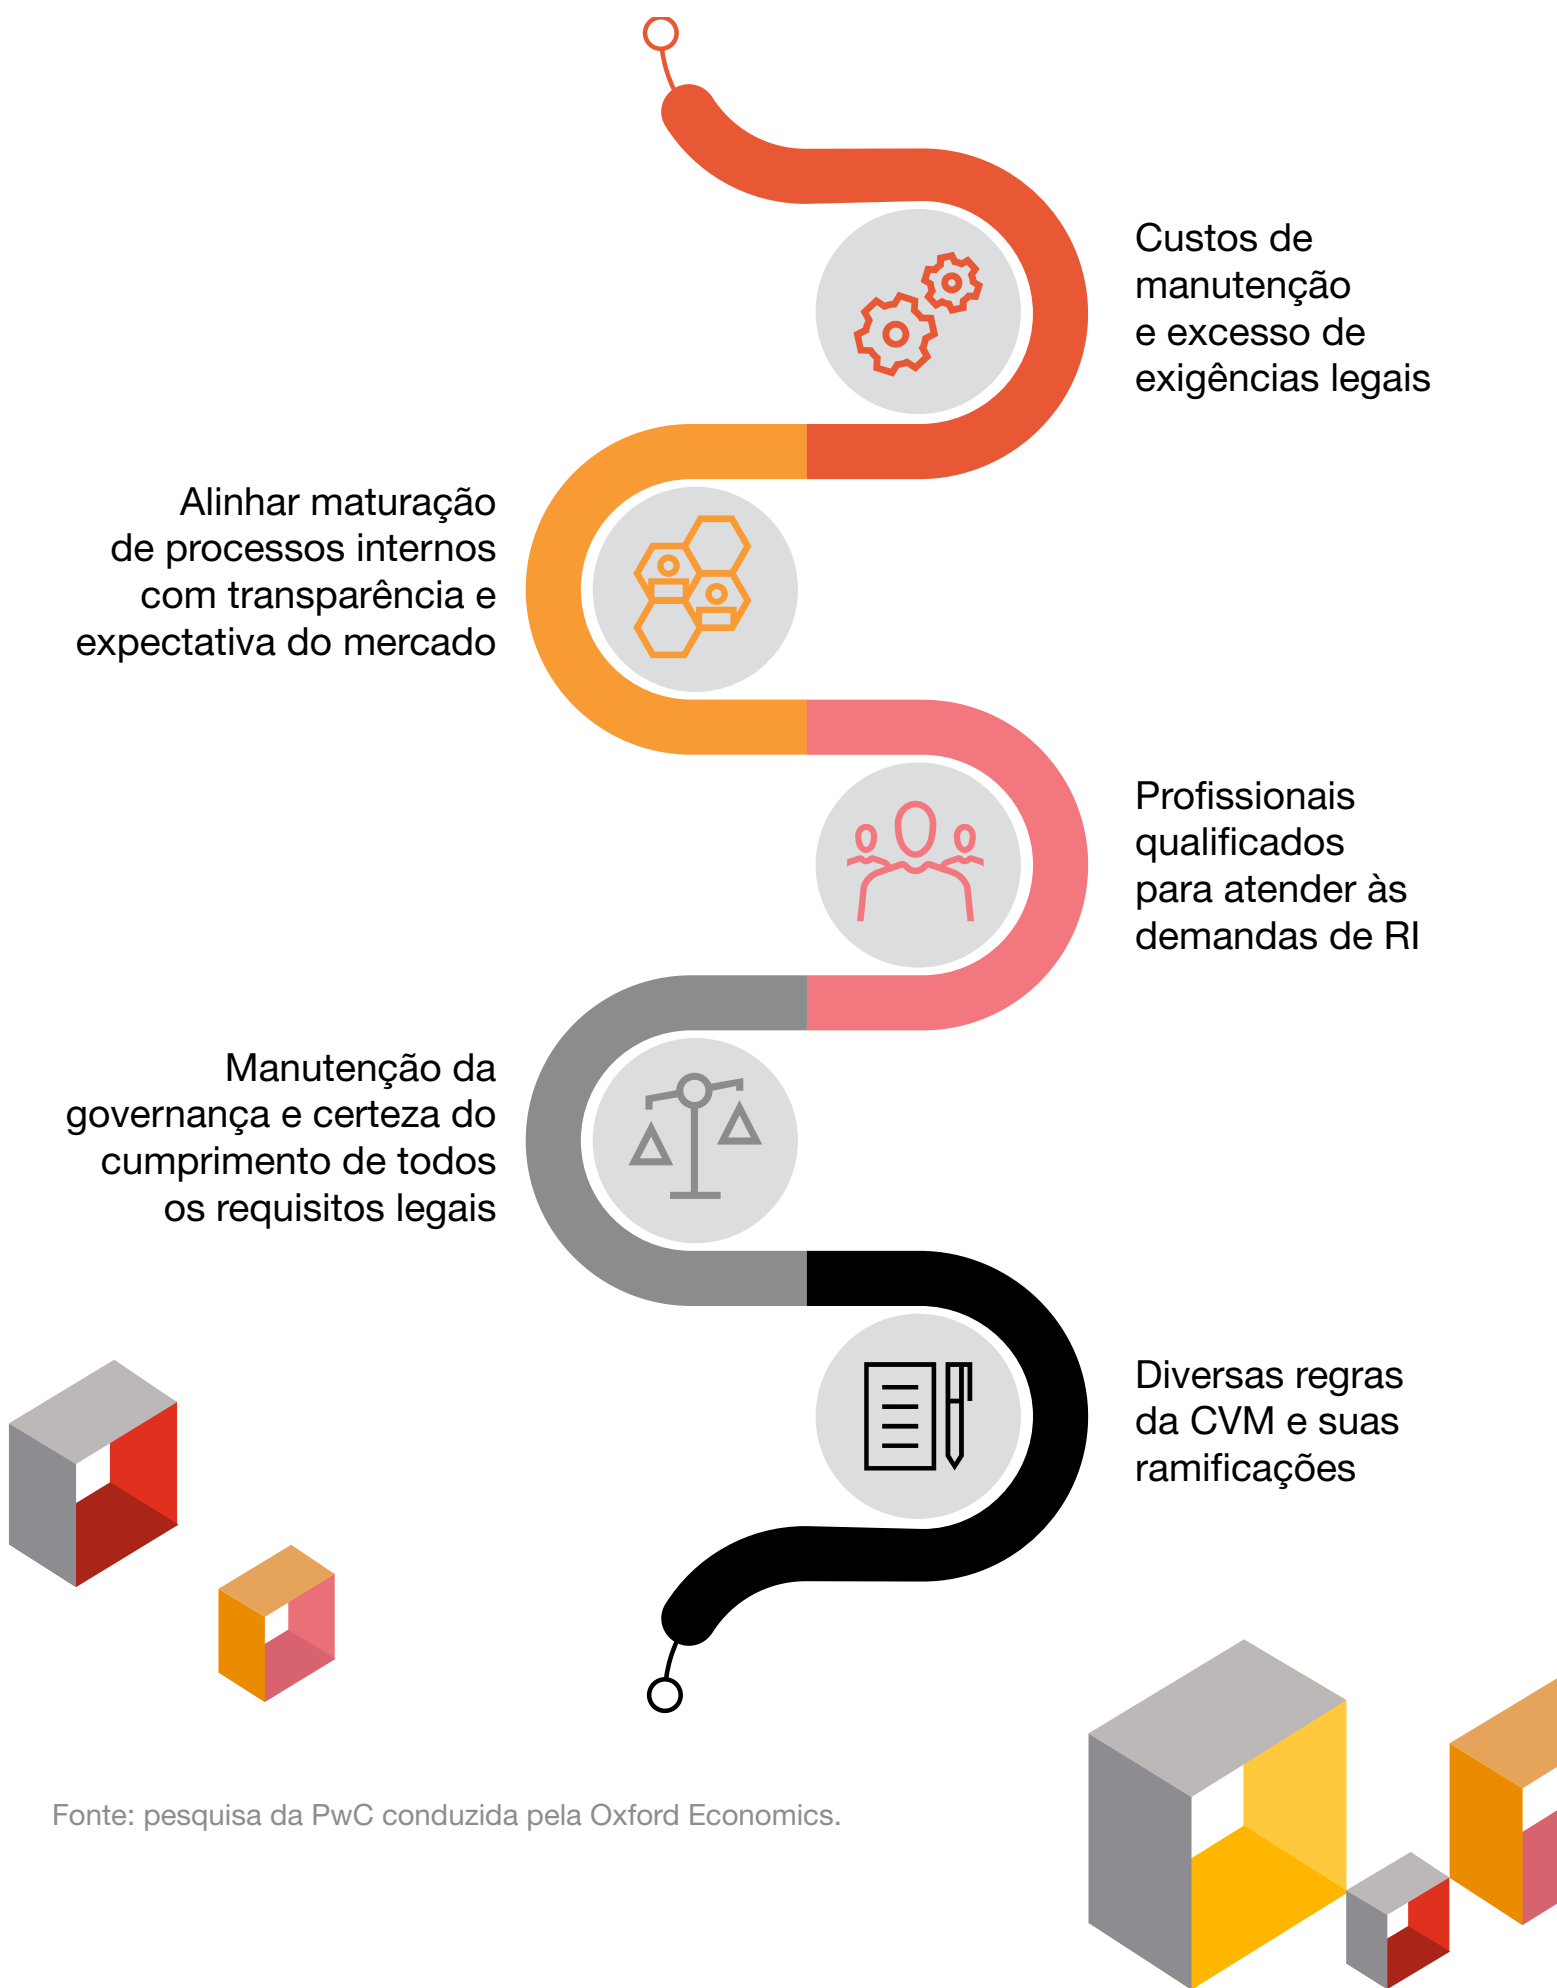 Custos de
manutenção
e excesso de
exigências legais
Alinhar maturação
de processos internos
com transparência e
expectativa do mercado
Profissionais
qualificados
para atender às
demandas de RI
Manutenção da
governança e certeza do
cumprimento de todos
os requisitos legais
Diversas regras
da CVM e suas
ramificações
Fonte: pesquisa da PwC conduzida pela Oxford Economics.